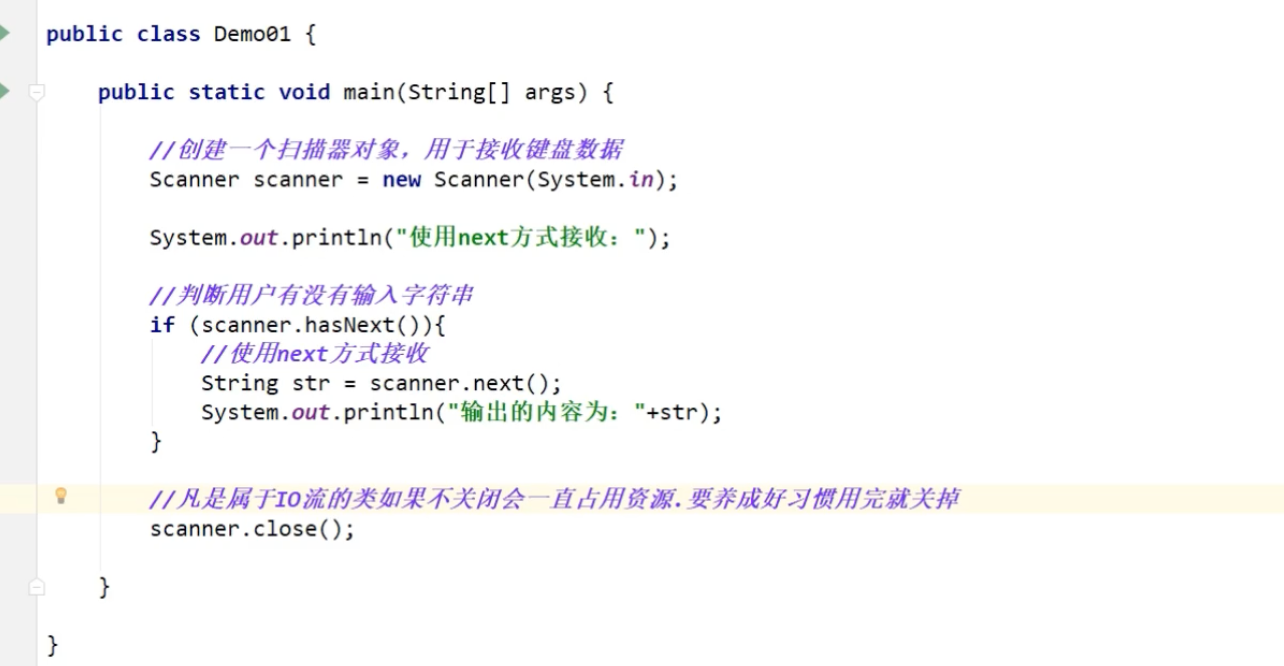 public class Demo01 {
public static void main(String[] args) {
//创建一个扫描器对象，用于接收键盘数据
Scanner scanner = new Scanner(System.in);
System.out.println("使用next方式接收：");
//判断用户有没有输入字符串
if (scanner.hasNext()){
//使用next方式接收
String str = scanner.next();
System.out.println("输出的内容为："+str);
}
//凡是属于IO流的类如果不关闭会一直占用资源.要养成好习惯用完就关掉
scanner.close();
}
}